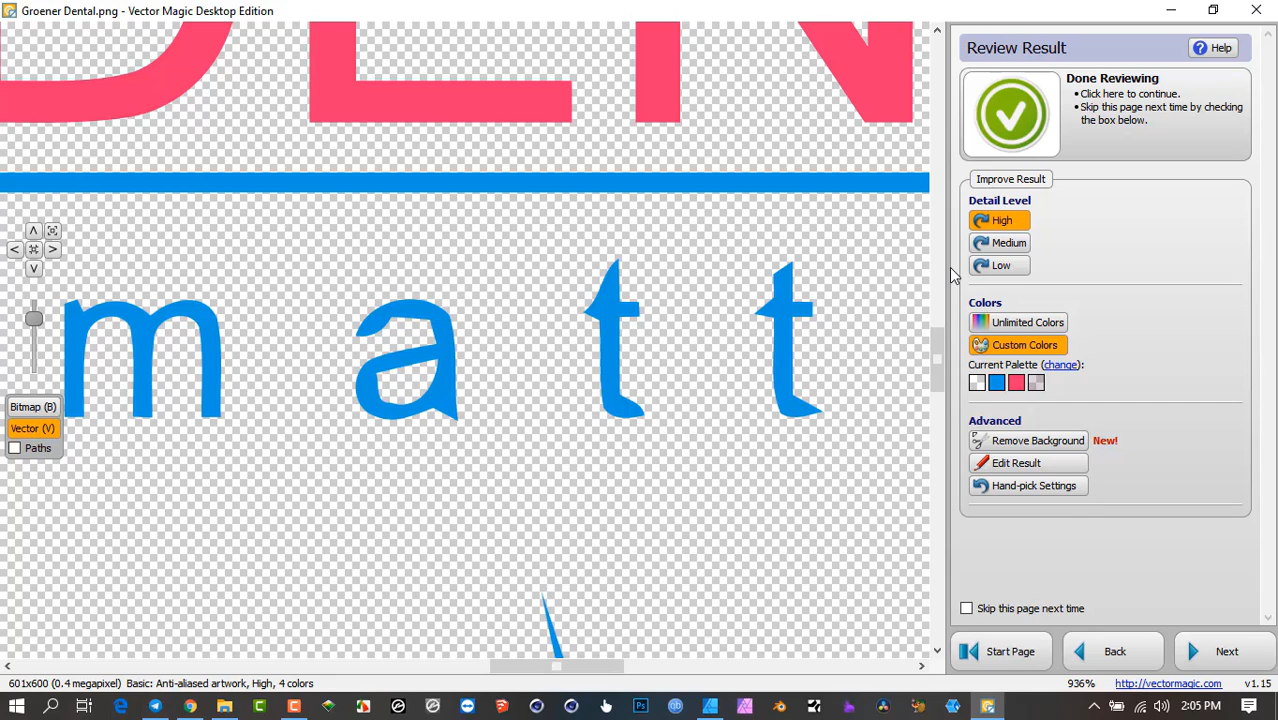 Groener Dental.png - Vector Magic Desktop Edition
DEN
matt
Bitmap (B)
Vector (V)
Paths
Review Result
Help
Done Reviewing
•Click here to continue.
•Skip this page next time by checking
the box below.
Improve Result
Detail Level
High
Medium
Low
Colors
Unlimited Colors
Custom Colors
Current Palette (change):
Advanced
Remove Background New!
Edit Result
Hand-pick Settings
Skip this page next time
Start Page
Back
Next
601x600 (0.4 megapixel) Basic: Anti-aliased artwork, High, 4 colors
936%
http://vectormagic.com
v1.15
Ps
qb
2:05 PM